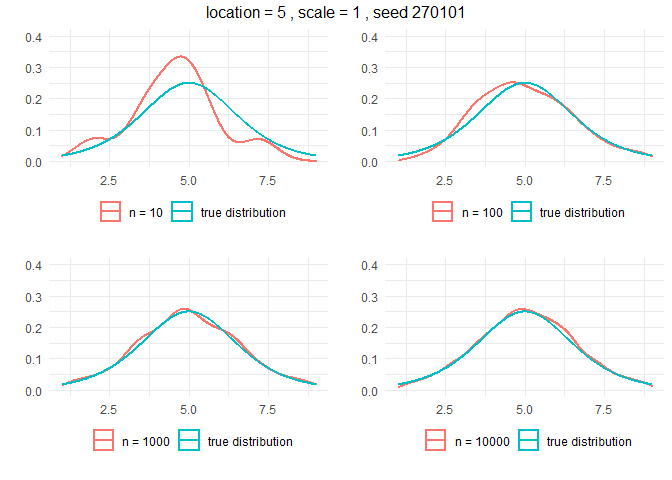 location = 5 , scale = 1 , seed 270101
0.4
0.3
0.2
0.1
0.0
2.5 5.0 7.5
n = 10 true distribution
0.4
0.3
0.2
0.1
0.0
2.5 5.0 7.5
n = 100 true distribution
0.4
0.3
0.2
0.1
0.0
2.5 5.0 7.5
n = 1000 true distribution
0.4
0.3
0.2
0.1
0.0
2.5 5.0 7.5
n = 10000 true distribution